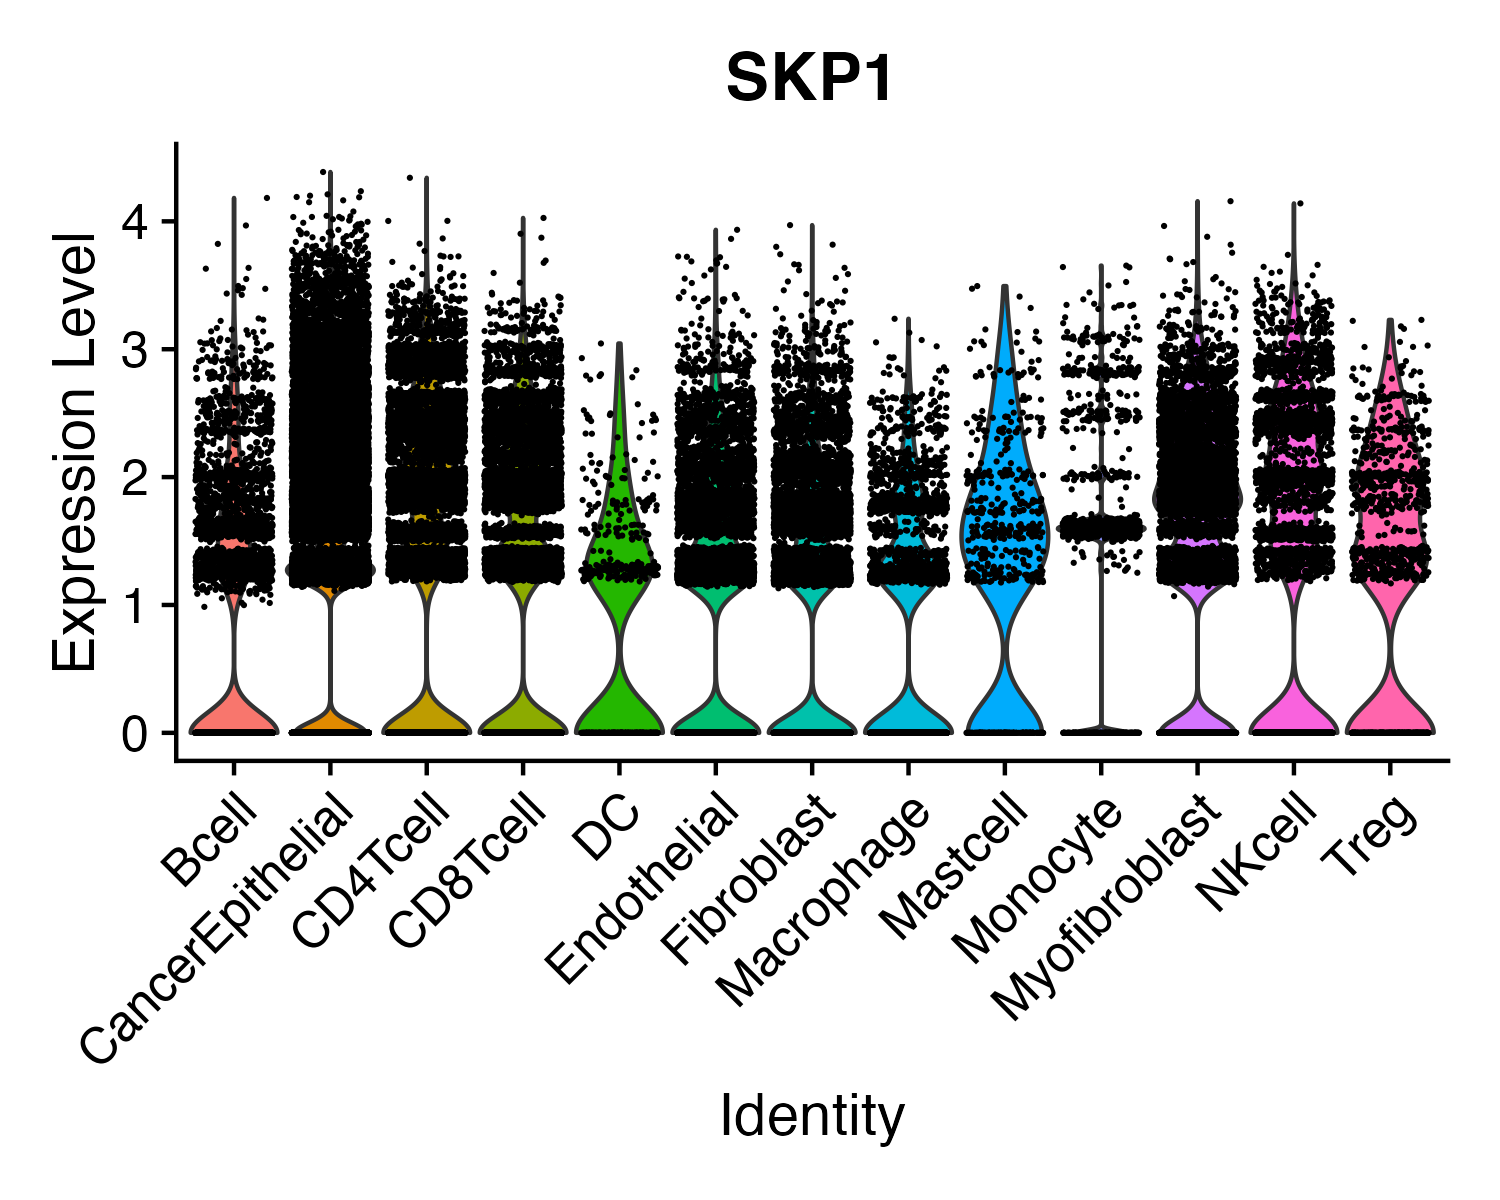 SKP1
Expression Level
4
3
2
1
0
Bcell
CancerEpithelial
CD4Tcell
CD8Tcell
DC
Endothelial
Fibroblast
Macrophage
Mastcell
Monocyte
Myofibroblast
NKcell
Treg
Identity